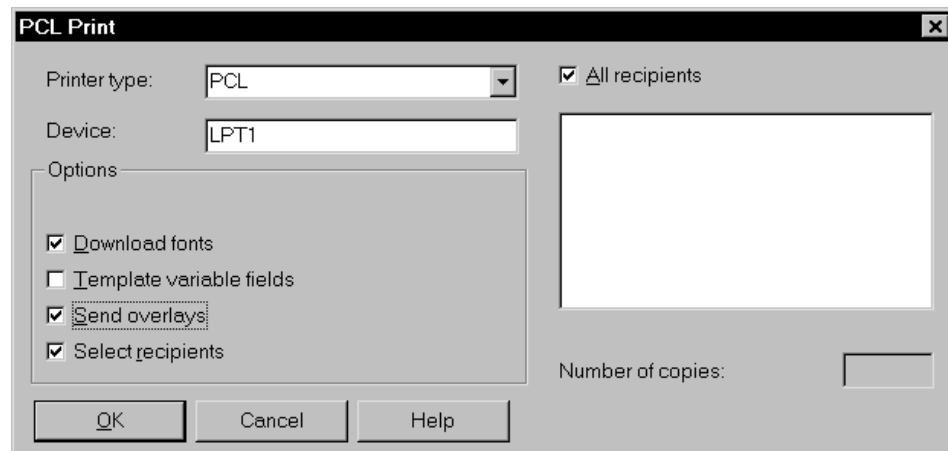 PCL Print
Printer type:
PCL
All recipients
Device:
LPT1
Options
Download fonts
Template variable fields
Send overlays
Select recipients
Number of copies:
OK
Cancel
Help